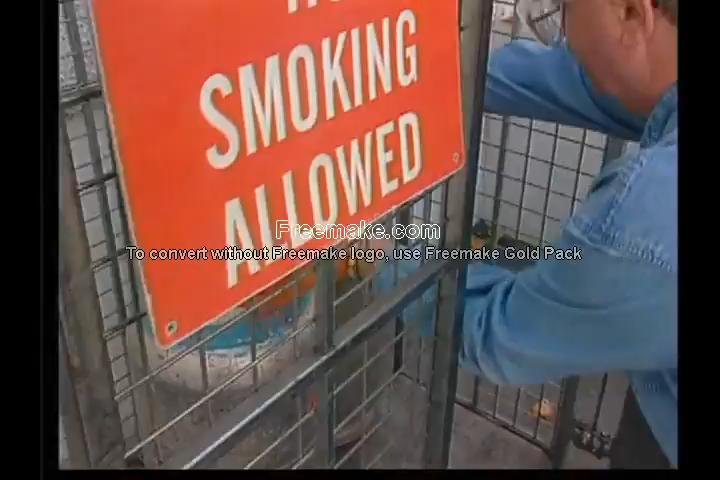 SMOKING
ALLOWED
Freemake.com
To convert without Freemake logo, use Freemake Gold Pack